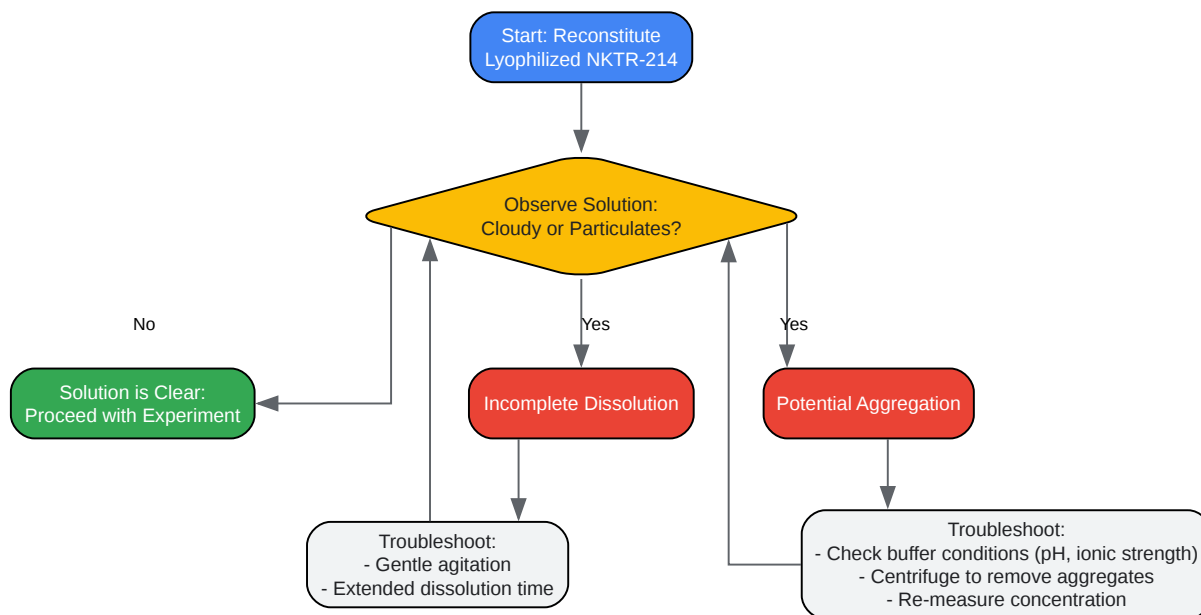 Start: Reconstitute
Lyophilized NKTR-214
Observe Solution:
Cloudy or Particulates?
No
Yes
Yes
Solution is Clear:
Proceed with Experiment
Incomplete Dissolution
Potential Aggregation
Troubleshoot:
- Gentle agitation
- Extended dissolution time
Troubleshoot:
- Check buffer conditions (pH, ionic strength)
- Centrifuge to remove aggregates
- Re-measure concentration